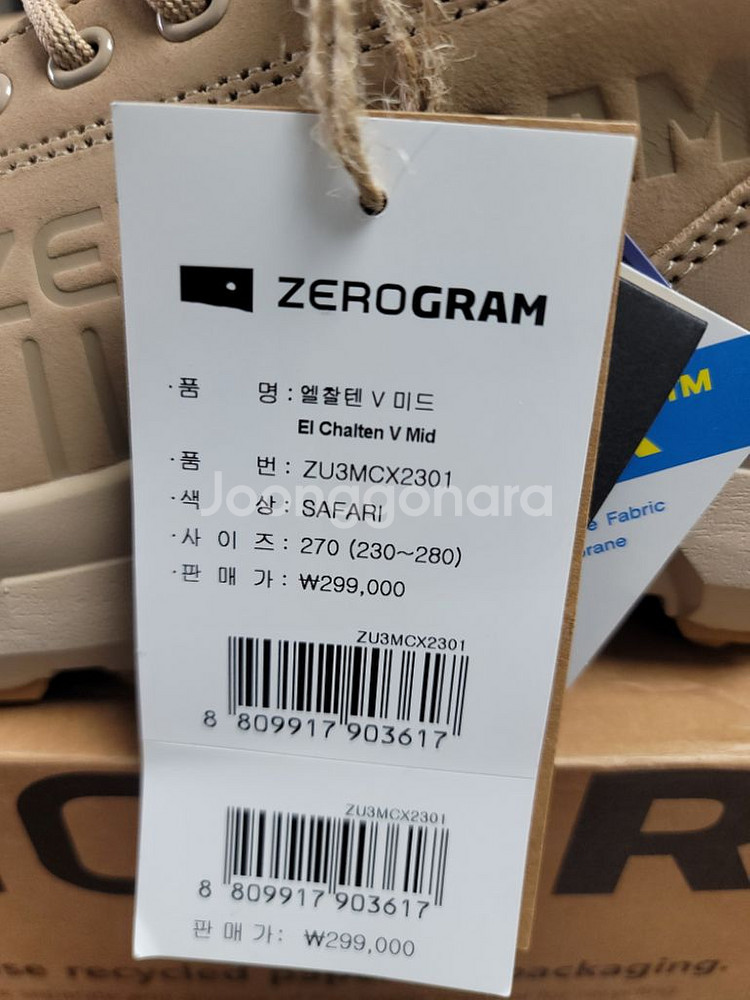 ZEROGRAM
·품 명 : 엘찰텐 V 미드
El Chalten V Mid
·품 번 : ZU3MCX2301
·색 상 : SAFARI
·사 이 즈 : 270 (230~280)
·판 매 가 : ₩299,000
ZU3MCX2301
8 809917 903617
ZU3MCX2301
8 809917 903617
판 매 가: ₩299,000
Joonggonara
Fabric
recycled
packaging.